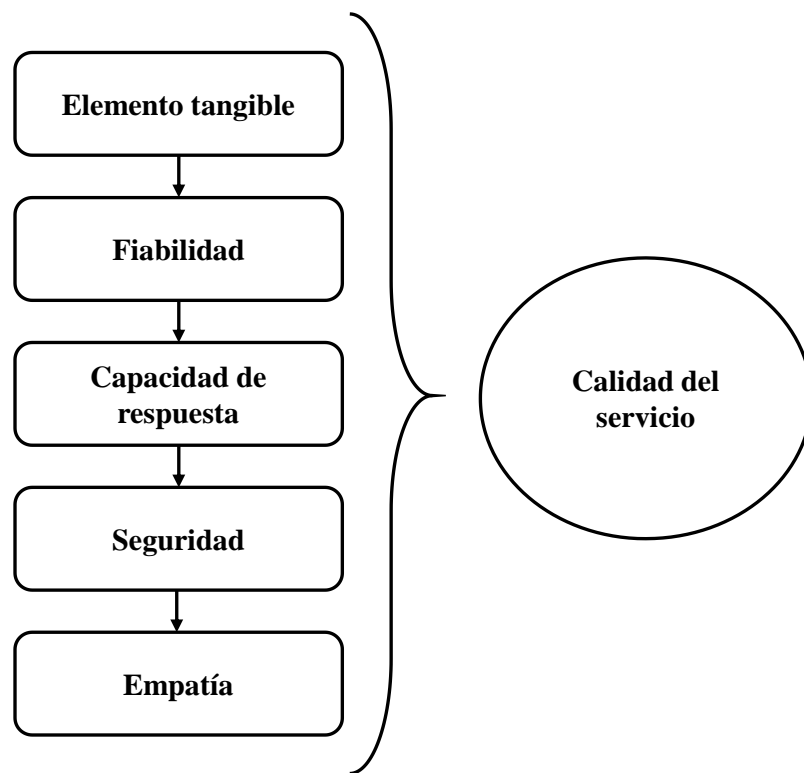 Elemento tangible
Fiabilidad
Capacidad de
respuesta
Seguridad
Empatía
Calidad del
servicio